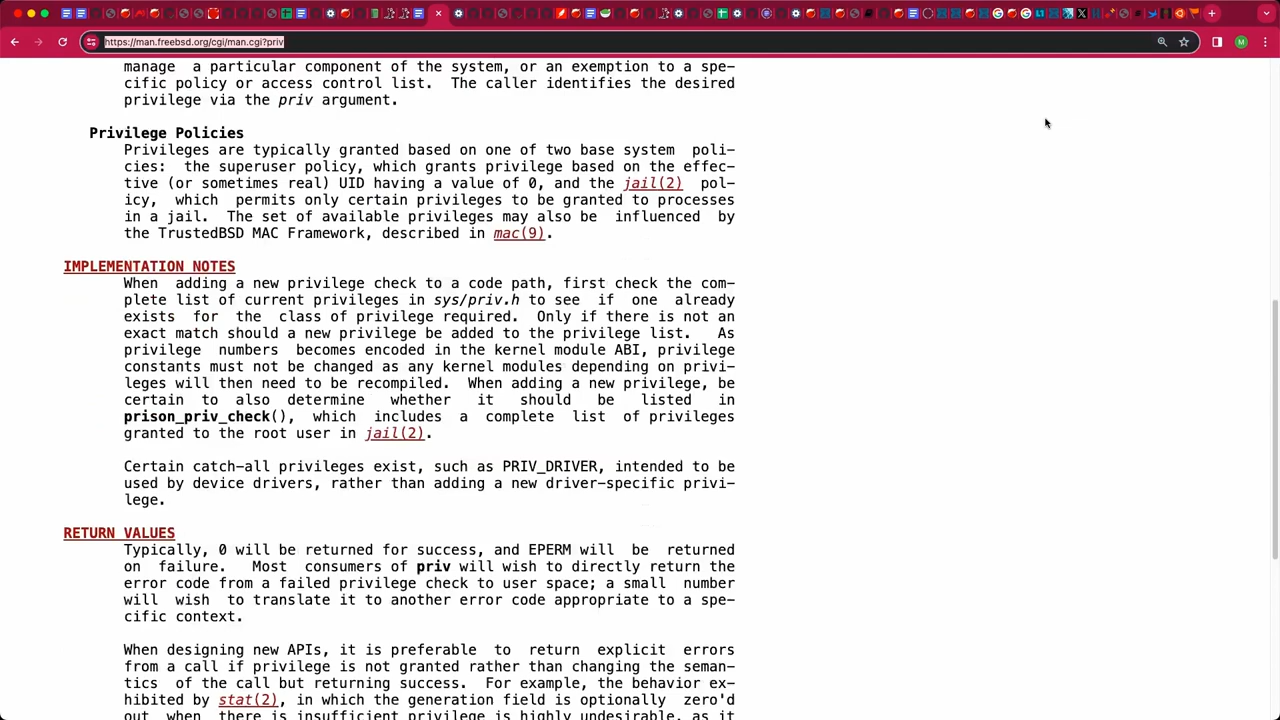 https://man.freebsd.org/cgi/man.cgi?priv
manage a particular component of the system, or an exemption to a spe-
cific policy or access control list. The caller identifies the desired
privilege via the priv argument.
Privilege Policies
Privileges are typically granted based on one of two base system poli-
cies: the superuser policy, which grants privilege based on the effec-
tive (or sometimes real) UID having a value of 0, and the jail(2) pol-
icy, which permits only certain privileges to be granted to processes
in a jail. The set of available privileges may also be influenced by
the TrustedBSD MAC Framework, described in mac(9).
IMPLEMENTATION NOTES
When adding a new privilege check to a code path, first check the com-
plete list of current privileges in sys/priv.h to see if one already
exists for the class of privilege required. Only if there is not an
exact match should a new privilege be added to the privilege list. As
privilege numbers becomes encoded in the kernel module ABI, privilege
constants must not be changed as any kernel modules depending on privi-
leges will then need to be recompiled. When adding a new privilege, be
certain to also determine whether it should be listed in
prison_priv_check(), which includes a complete list of privileges
granted to the root user in jail(2).
Certain catch-all privileges exist, such as PRIV_DRIVER, intended to be
used by device drivers, rather than adding a new driver-specific privi-
lege.
RETURN VALUES
Typically, 0 will be returned for success, and EPERM will be returned
on failure. Most consumers of priv will wish to directly return the
error code from a failed privilege check to user space; a small number
will wish to translate it to another error code appropriate to a spe-
cific context.
When designing new APIs, it is preferable to return explicit errors
from a call if privilege is not granted rather than changing the seman-
tics of the call but returning success. For example, the behavior ex-
hibited by stat(2), in which the generation field is optionally zero'd
out when there is insufficient privilege is highly undesirable, as it